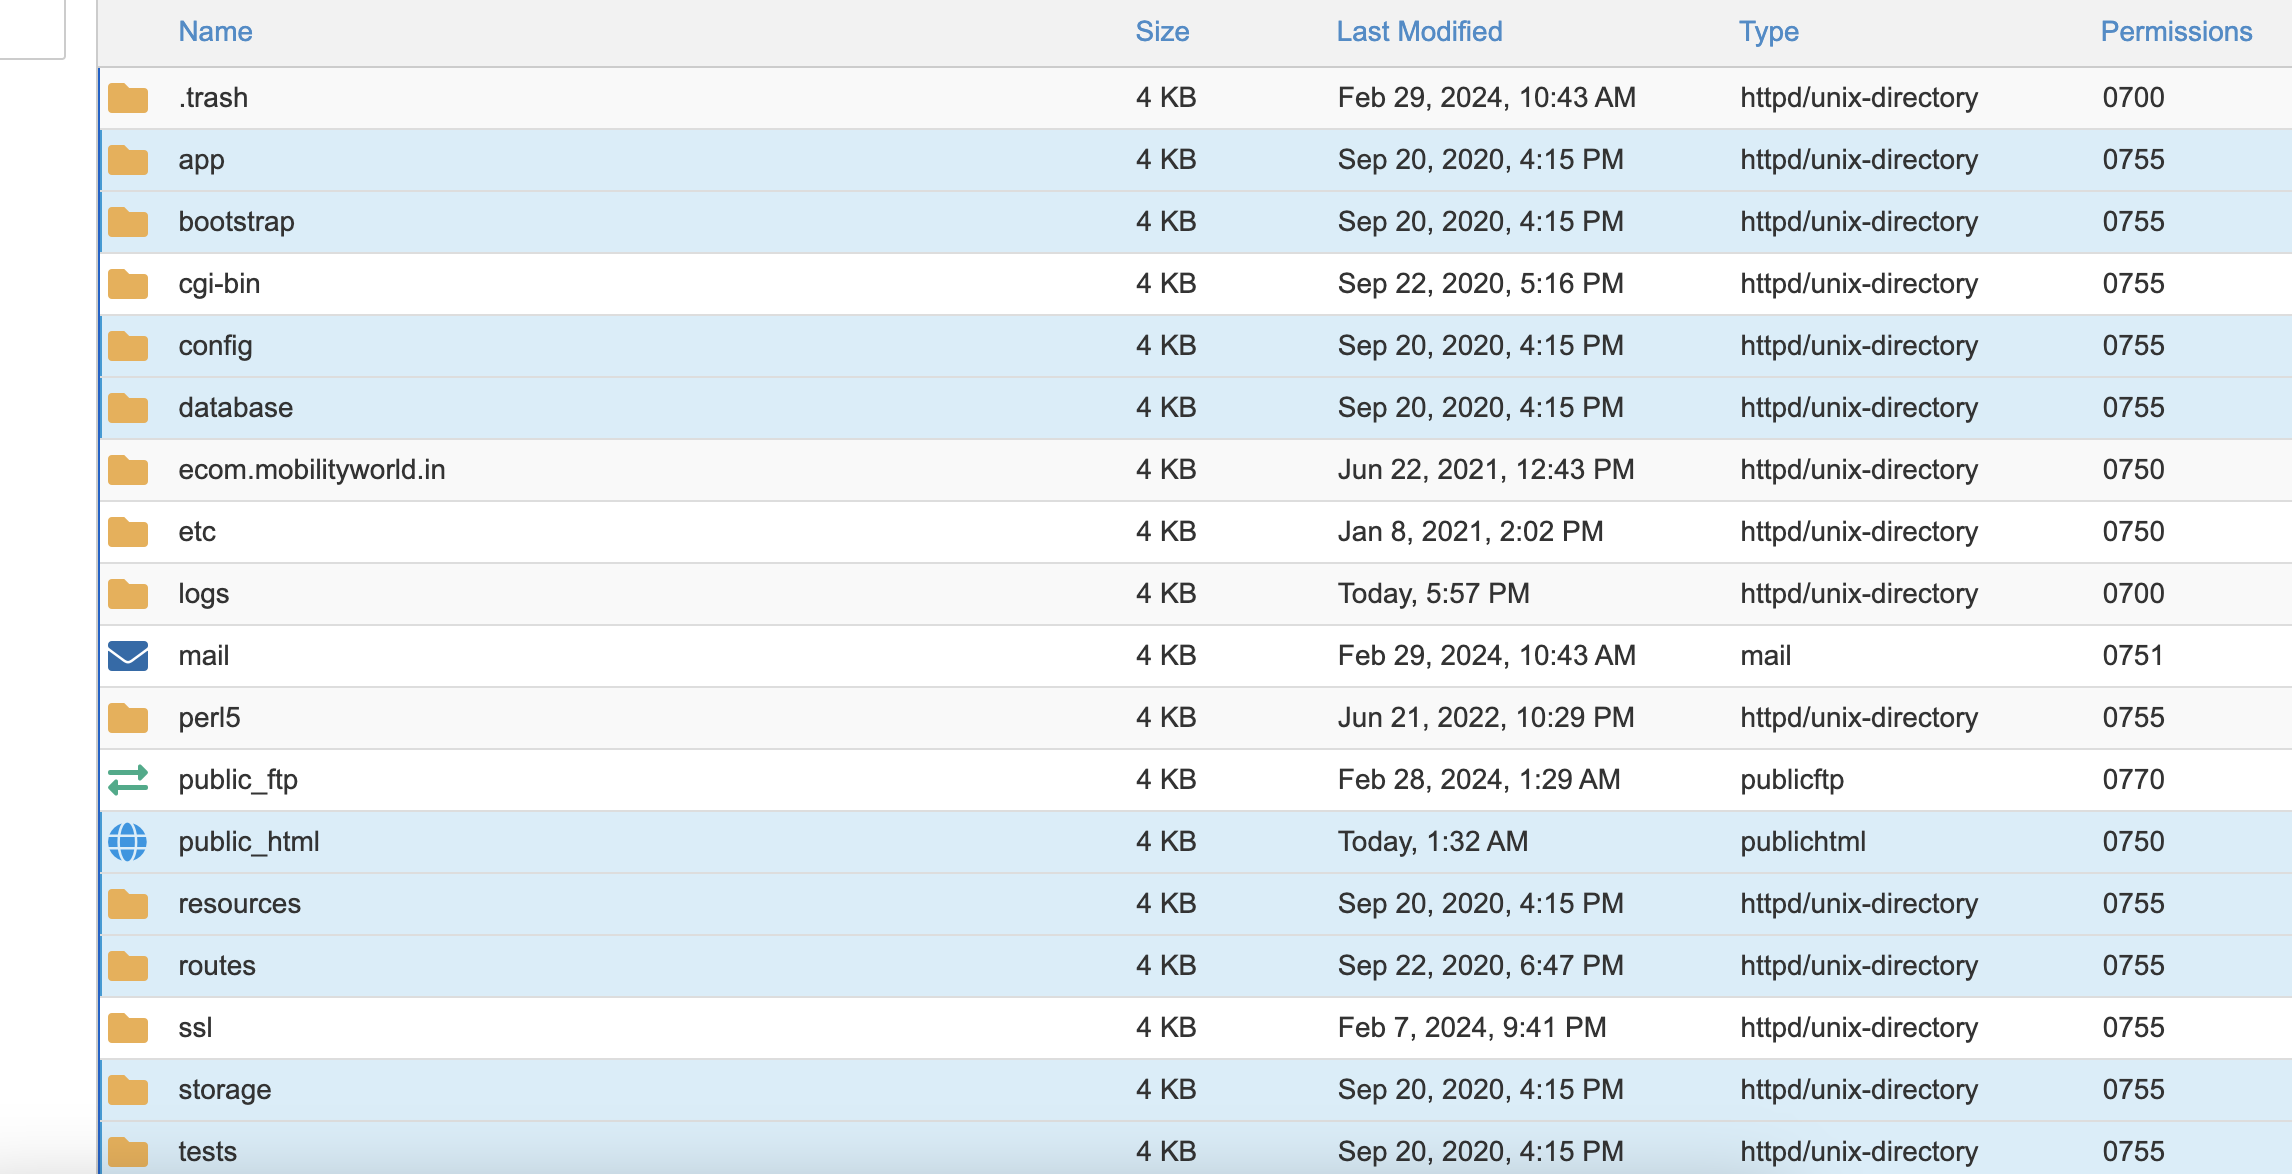 Name Size Last Modified Type Permissions
.trash 4 KB Feb 29, 2024, 10:43 AM httpd/unix-directory 0700
app 4 KB Sep 20, 2020, 4:15 PM httpd/unix-directory 0755
bootstrap 4 KB Sep 20, 2020, 4:15 PM httpd/unix-directory 0755
cgi-bin 4 KB Sep 22, 2020, 5:16 PM httpd/unix-directory 0755
config 4 KB Sep 20, 2020, 4:15 PM httpd/unix-directory 0755
database 4 KB Sep 20, 2020, 4:15 PM httpd/unix-directory 0755
ecom.mobilityworld.in 4 KB Jun 22, 2021, 12:43 PM httpd/unix-directory 0750
etc 4 KB Jan 8, 2021, 2:02 PM httpd/unix-directory 0750
logs 4 KB Today, 5:57 PM httpd/unix-directory 0700
mail 4 KB Feb 29, 2024, 10:43 AM mail 0751
perl5 4 KB Jun 21, 2022, 10:29 PM httpd/unix-directory 0755
public_ftp 4 KB Feb 28, 2024, 1:29 AM publicftp 0770
public_html 4 KB Today, 1:32 AM publichtml 0750
resources 4 KB Sep 20, 2020, 4:15 PM httpd/unix-directory 0755
routes 4 KB Sep 22, 2020, 6:47 PM httpd/unix-directory 0755
ssl 4 KB Feb 7, 2024, 9:41 PM httpd/unix-directory 0755
storage 4 KB Sep 20, 2020, 4:15 PM httpd/unix-directory 0755
tests 4 KB Sep 20, 2020, 4:15 PM httpd/unix-directory 0755